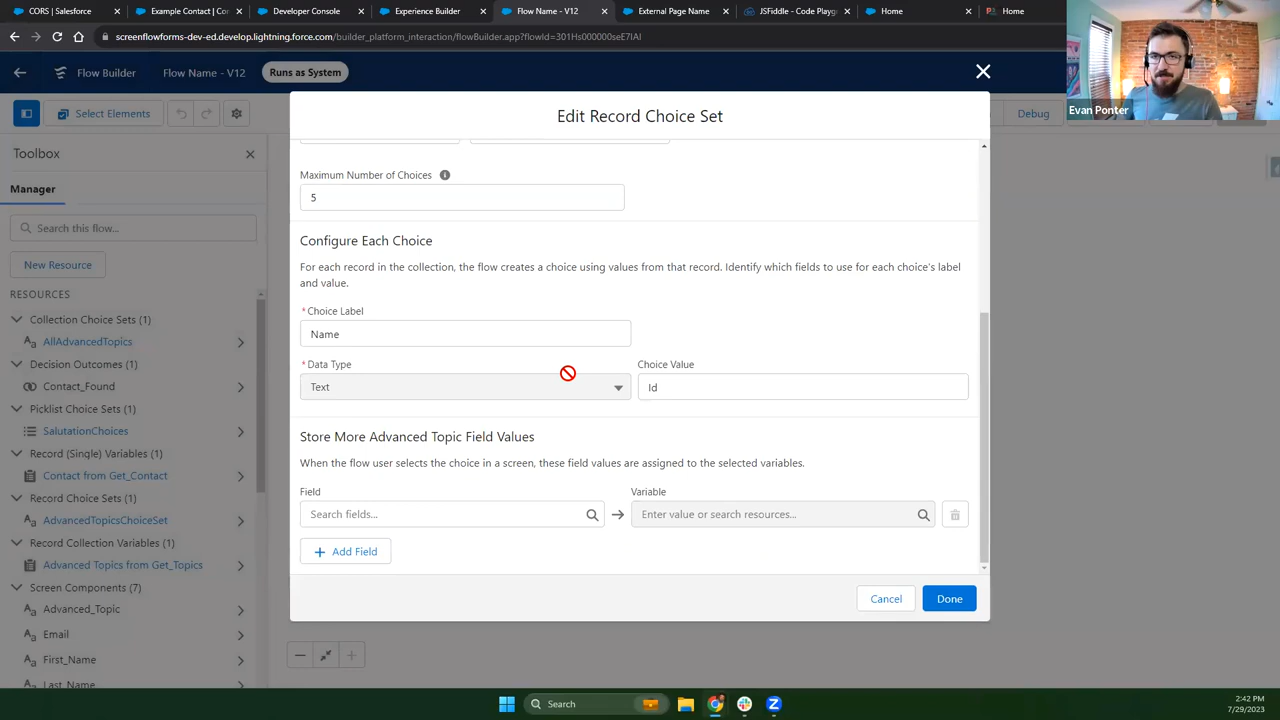 CORS | Salesforce
Example Contact | Co
Developer Console
Experience Builder
Flow Name - V12
External Page Name
JSFiddle - Code Playg
Home
Home
screenflowforms-dev-ed.develop.lightning.force.com/builder_platform_interaction/flowBuilder.app?flowId=301Hs000000seE7IAI
Flow Builder
Flow Name - V12
Runs as System
Evan Ponter
Select Elements
Debug
Edit Record Choice Set
Toolbox
Manager
Search this flow...
New Resource
RESOURCES
Collection Choice Sets (1)
AllAdvancedTopics
Decision Outcomes (1)
Contact_Found
Picklist Choice Sets (1)
SalutationChoices
Record (Single) Variables (1)
Contact from Get_Contact
Record Choice Sets (1)
AdvancedTopicsChoiceSet
Record Collection Variables (1)
Advanced Topics from Get_Topics
Screen Components (7)
Advanced_Topic
Email
First_Name
Last_Name
Maximum Number of Choices
5
Configure Each Choice
For each record in the collection, the flow creates a choice using values from that record. Identify which fields to use for each choice's label
and value.
* Choice Label
Name
* Data Type
Choice Value
Text
Id
Store More Advanced Topic Field Values
When the flow user selects the choice in a screen, these field values are assigned to the selected variables.
Field
Variable
Search fields...
Enter value or search resources...
Add Field
Cancel
Done
Search
2:42 PM
7/29/2023